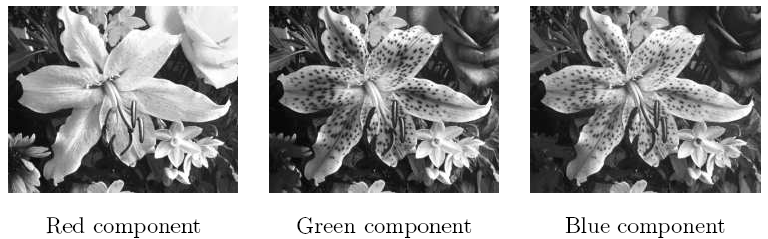 Red component
Green component
Blue component